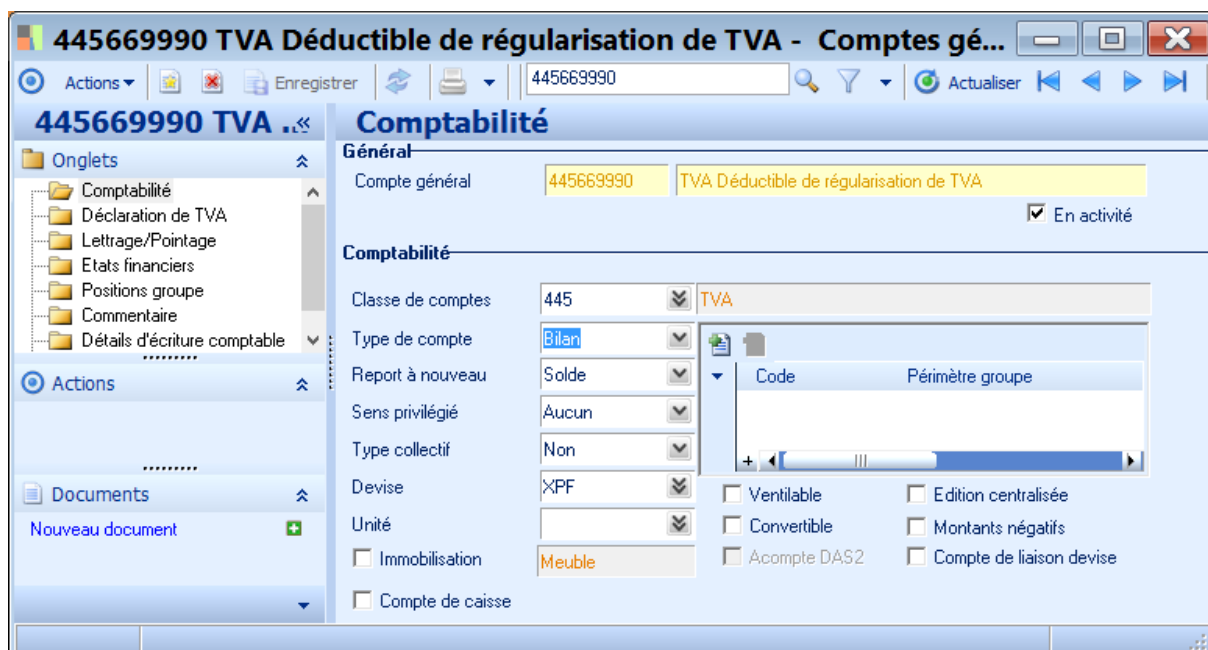 445669990 TVA Déductible de régularisation de TVA - Comptes gé...
Actions Enregistrer 445669990 Actualiser
445669990 TVA ..
Comptabilité
Onglets
Comptabilité
Déclaration de TVA
Lettrage/Pointage
Etats financiers
Positions groupe
Commentaire
Détails d'écriture comptable
Actions
Documents
Nouveau document
Général
Compte général 445669990 TVA Déductible de régularisation de TVA
En activité
Comptabilité
Classe de comptes 445 TVA
Type de compte Bilan
Report à nouveau Solde
Code Périmètre groupe
Sens privilégié Aucun
Type collectif Non
Devise XPF
Ventilable Edition centralisée
Unité
Convertible Montants négatifs
Immobilisation Meuble
Acompte DAS2 Compte de liaison devise
Compte de caisse